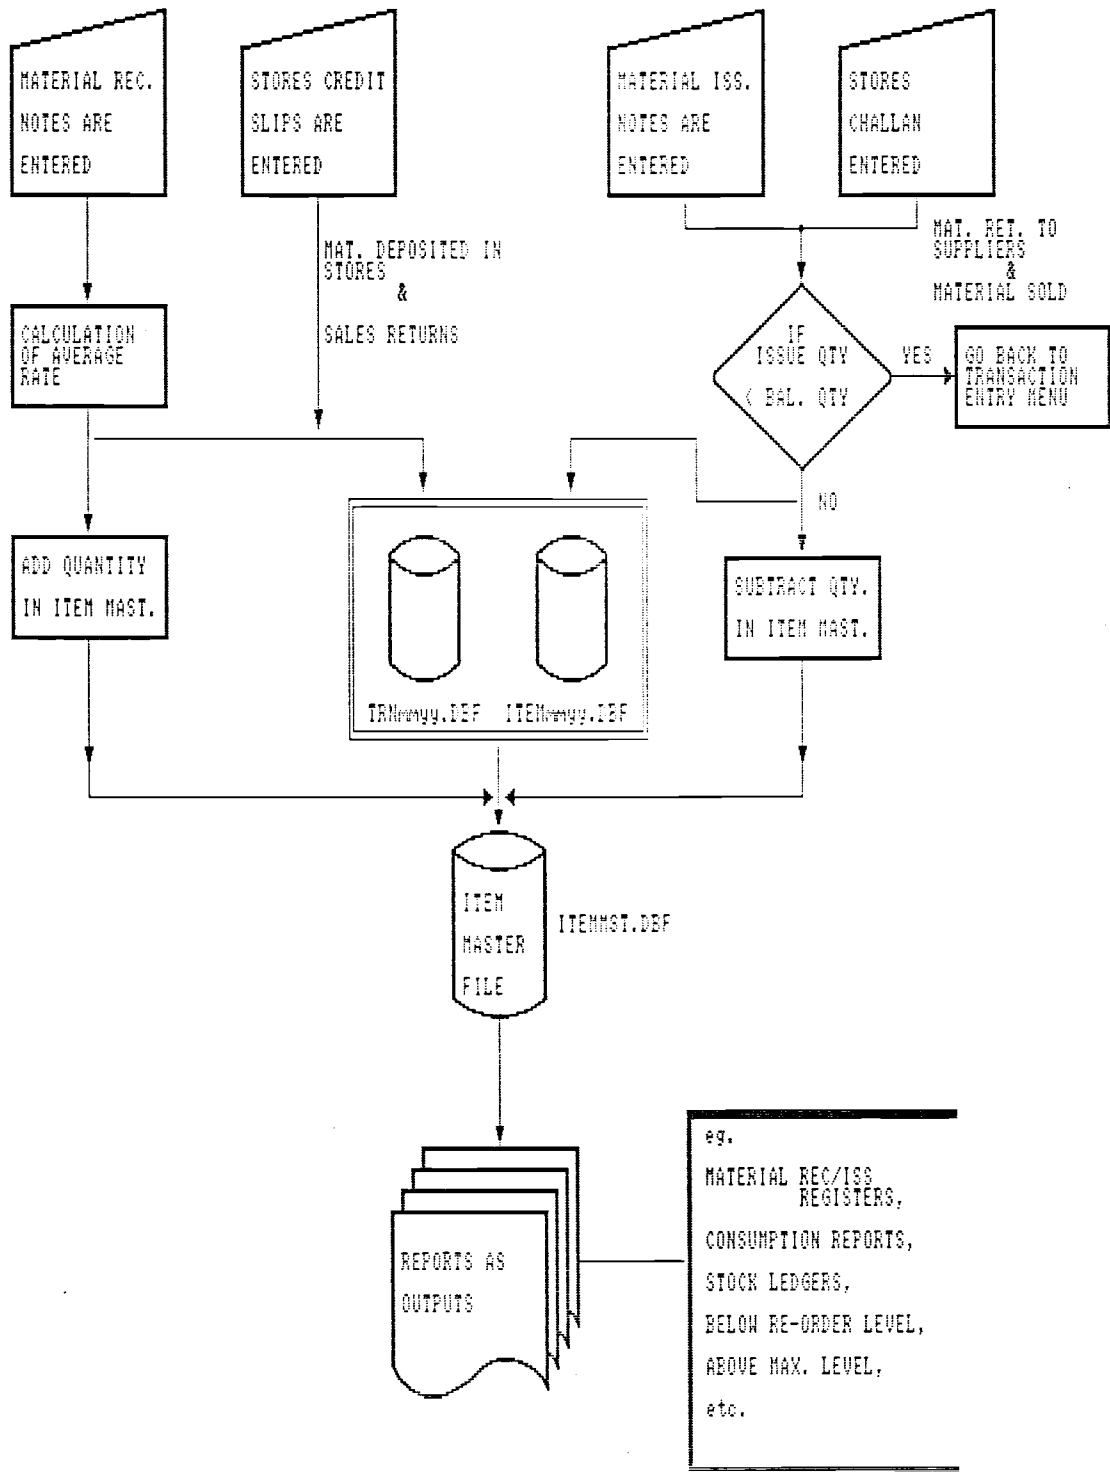 MATERIAL REC.
NOTES ARE
ENTERED
STORES CREDIT
SLIPS ARE
ENTERED
MATERIAL ISS.
NOTES ARE
ENTERED
STORES
CHALLAN
ENTERED
MAT. DEPOSITED IN
STORES
&
SALES RETURNS
MAT. RET. TO
SUPPLIERS
&
MATERIAL SOLD
CALCULATION
OF AVERAGE
RATE
IF
ISSUE QTY
< BAL. QTY
YES
GO BACK TO
TRANSACTION
ENTRY MENU
NO
ADD QUANTITY
IN ITEM MAST.
TRNmmyy.DBF
ITEMmmyy.DBF
SUBTRACT QTY.
IN ITEM MAST.
ITEM
MASTER
FILE
ITEMMST.DBF
REPORTS AS
OUTPUTS
eg.
MATERIAL REC/ISS
REGISTERS,
CONSUMPTION REPORTS,
STOCK LEDGERS,
BELOW RE-ORDER LEVEL,
ABOVE MAX. LEVEL,
etc.